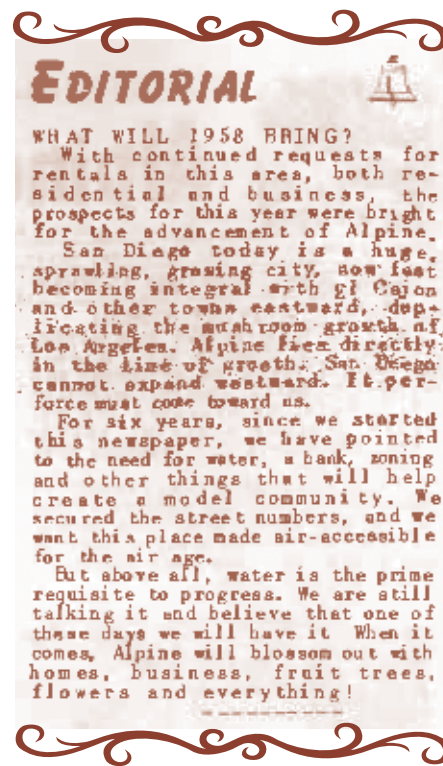 EDITORIAL
WHAT WILL 1958 BRING?
With continued requests for
rentals in this area, both re-
sidential and business, the
prospects for this year were bright
for the advancement of Alpine.
San Diego today is a huge,
sprawling, growing city, now fast
becoming integral with El Cajon
and other towns eastward, dup-
licating the mushroom growth of
Los Angeles. Alpine lies directly
in the line of growth. San Diego
cannot expand westward. It per-
force must come toward us.
For six years, since we started
this newspaper, we have pointed
to the need for water, a bank, zoning
and other things that will help
create a model community. We
secured the street numbers, and we
want this place made air-accessible
for the air age.
But above all, water is the prime
requisite to progress. We are still
talking it and believe that one of
these days we will have it When it
comes, Alpine will blossom out with
homes, business, fruit trees,
flowers and everything!